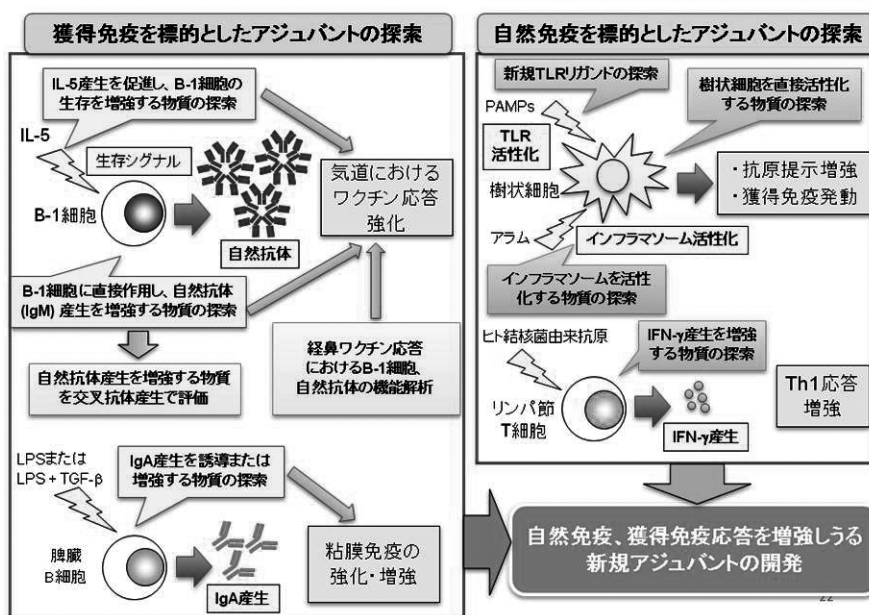 獲得免疫を標的としたアジュバントの探索
IL-5産生を促進し、B-1細胞の
生存を増強する物質の探索
IL-5
生存シグナル
B-1細胞
自然抗体
気道における
ワクチン応答
強化
B-1細胞に直接作用し、自然抗体
(IgM) 産生を増強する物質の探索
自然抗体産生を増強する物質
を交叉抗体産生で評価
経鼻ワクチン応答
におけるB-1細胞、
自然抗体の機能解析
LPSまたは
LPS + TGF-β
IgA産生を誘導または
増強する物質の探索
脾臓
B細胞
IgA産生
粘膜免疫の
強化・増強
自然免疫を標的としたアジュバントの探索
新規TLRリガンドの探索
樹状細胞を直接活性化
する物質の探索
PAMPs
TLR
活性化
樹状細胞
・抗原提示増強
・獲得免疫発動
アラム
インフラマソーム活性化
インフラマソームを活性
化する物質の探索
ヒト結核菌由来抗原
IFN-γ産生を増強
する物質の探索
リンパ節
T細胞
IFN-γ産生
Th1応答
増強
自然免疫、獲得免疫応答を増強しうる
新規アジュバントの開発
22